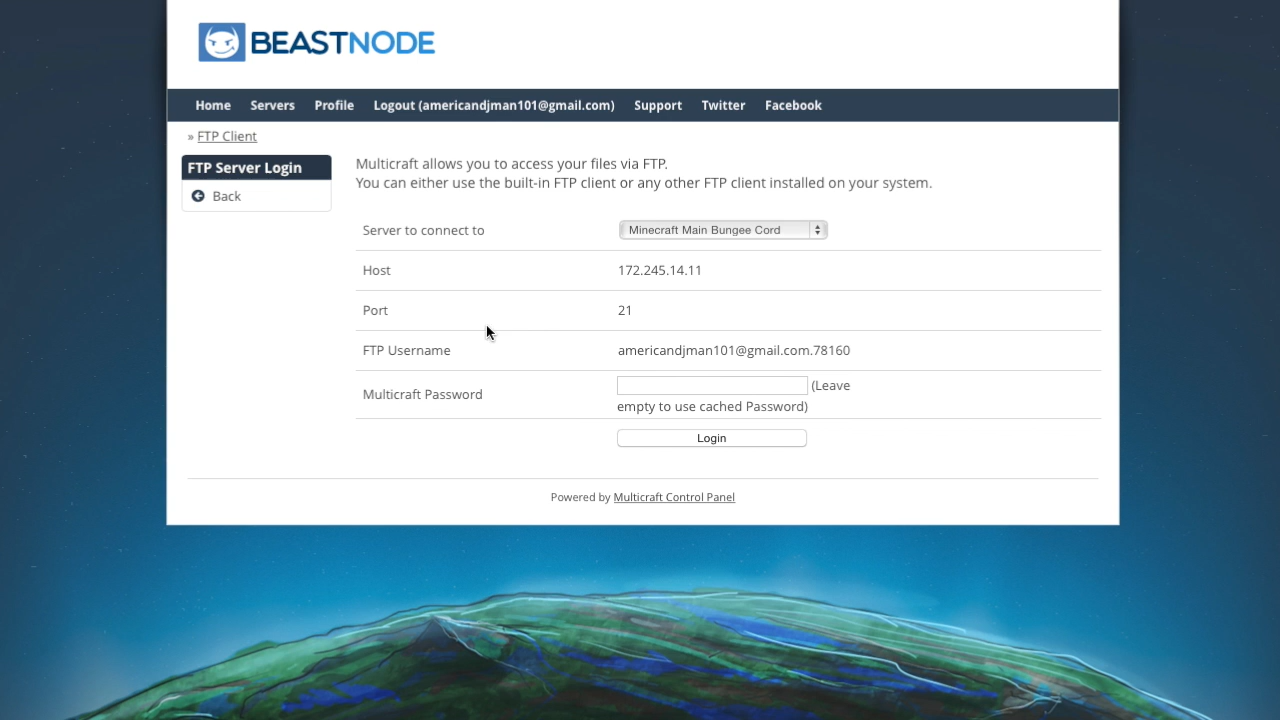 BEASTNODE
Home Servers Profile Logout (americandjman101@gmail.com) Support Twitter Facebook
» FTP Client
FTP Server Login
Back
Multicraft allows you to access your files via FTP.
You can either use the built-in FTP client or any other FTP client installed on your system.
Server to connect to Minecraft Main Bungee Cord
Host 172.245.14.11
Port 21
FTP Username americandjman101@gmail.com.78160
Multicraft Password (Leave
empty to use cached Password)
Login
Powered by Multicraft Control Panel